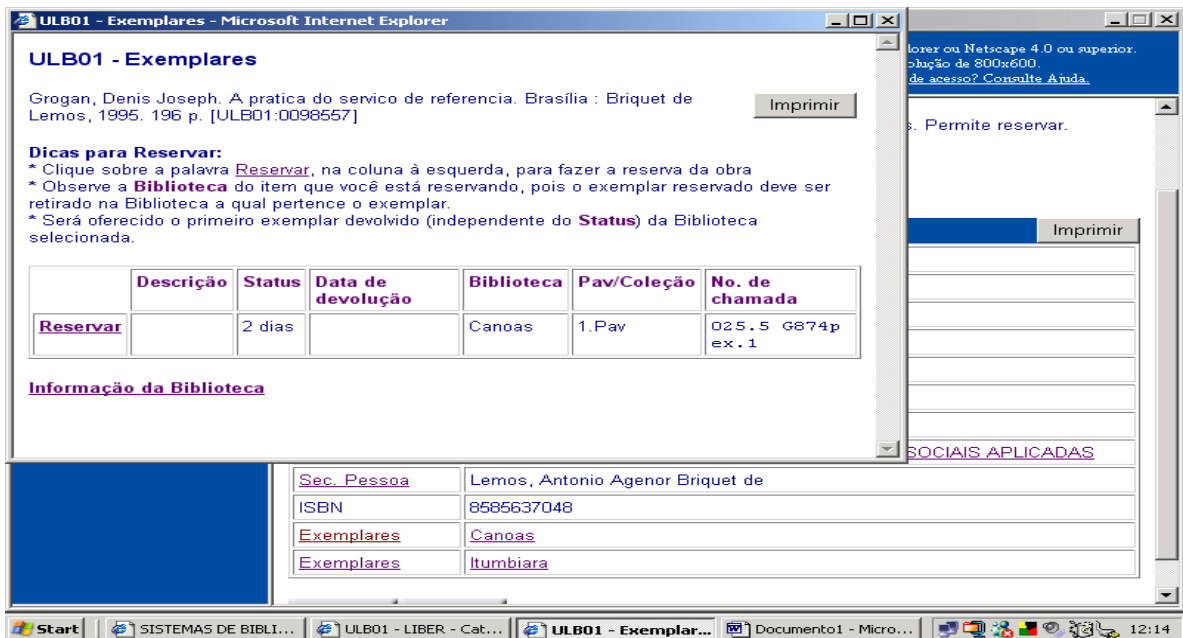 ULB01 - Exemplares - Microsoft Internet Explorer
ULB01 - Exemplares
Grogan, Denis Joseph. A pratica do servico de referencia. Brasília : Briquet de
Lemos, 1995. 196 p. [ULB01:0098557]
Imprimir
Dicas para Reservar:
* Clique sobre a palavra Reservar, na coluna à esquerda, para fazer a reserva da obra
* Observe a Biblioteca do item que você está reservando, pois o exemplar reservado deve ser
retirado na Biblioteca a qual pertence o exemplar.
* Será oferecido o primeiro exemplar devolvido (independente do Status) da Biblioteca
selecionada.
Descrição Status Data de devolução Biblioteca Pav/Coleção No. de chamada
Reservar 2 dias Canoas 1.Pav 025.5 G874p ex.1
Informação da Biblioteca
lorer ou Netscape 4.0 ou superior.
olução de 800x600.
de acesso? Consulte Ajuda.
s. Permite reservar.
Imprimir
SOCIAIS APLICADAS
Sec. Pessoa Lemos, Antonio Agenor Briquet de
ISBN 8585637048
Exemplares Canoas
Exemplares Itumbiara
Start SISTEMAS DE BIBLI... ULB01 - LIBER - Cat... ULB01 - Exemplar... Documento1 - Micro... 12:14